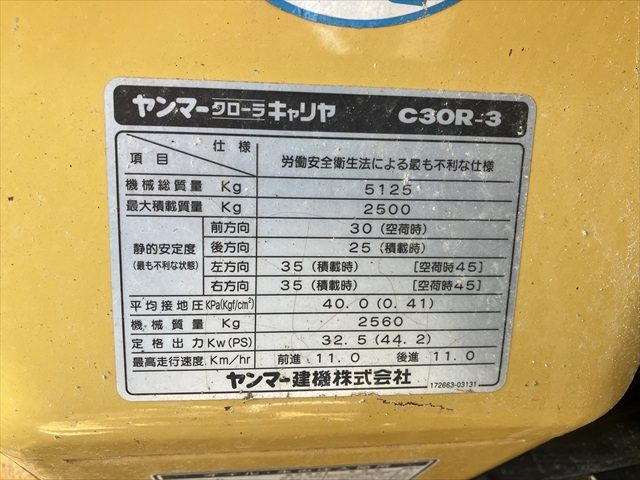 ヤンマークローラキャリヤ C30R-3
仕様
項目
労働安全衛生法による最も不利な仕様
機械総質量 Kg 5125
最大積載質量 Kg 2500
静的安定度
(最も不利な状態)
前方向 30(空荷時)
後方向 25(積載時)
左方向 35(積載時) [空荷時45]
右方向 35(積載時) [空荷時45]
平均接地圧KPa(Kgf/cm²) 40.0(0.41)
機械質量 Kg 2560
定格出力Kw(PS) 32.5(44.2)
最高走行速度.Km/hr 前進 11.0 後進 11.0
ヤンマー建機株式会社 172663-03131